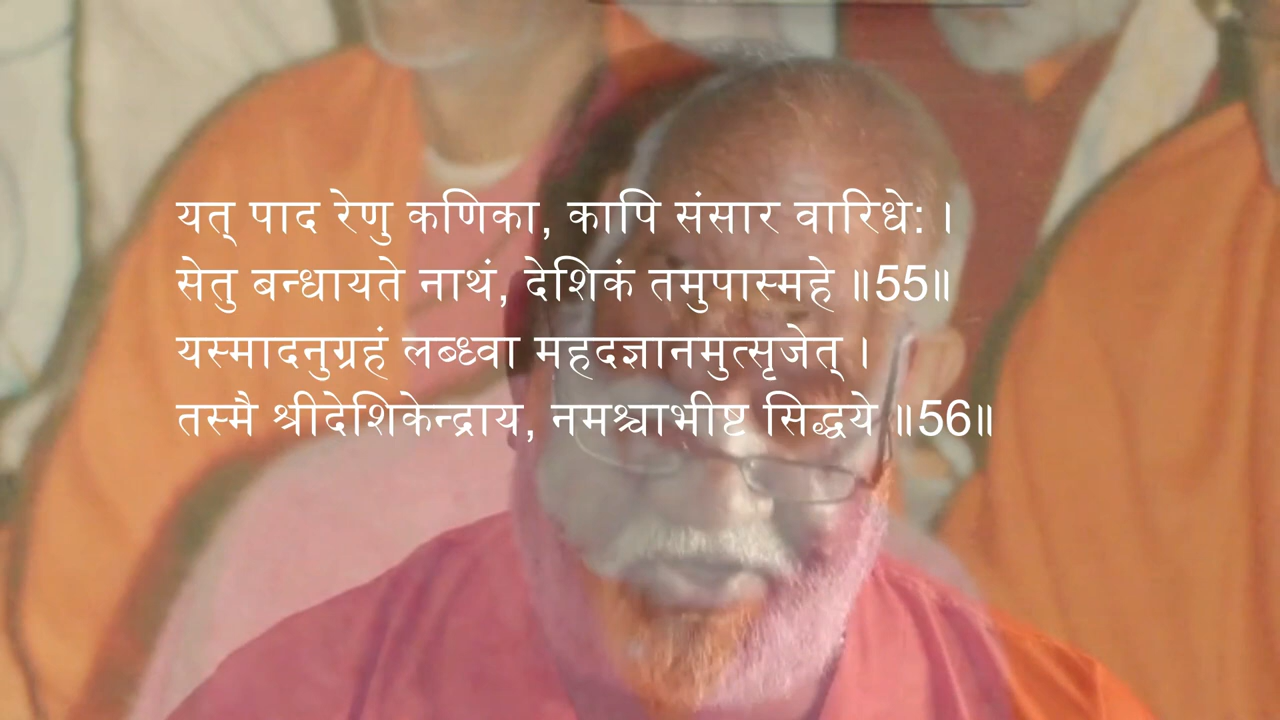 यत् पाद रेणु कणिका, कापि संसार वारिधे: ।
सेतु बन्धायते नाथं, देशिकं तमुपास्महे ॥55॥
यस्मादनुग्रहं लब्ध्वा महदज्ञानमुत्सृजेत् ।
तस्मै श्रीदेशिकेन्द्राय, नमश्चाभीष्ट सिद्धये ॥56॥